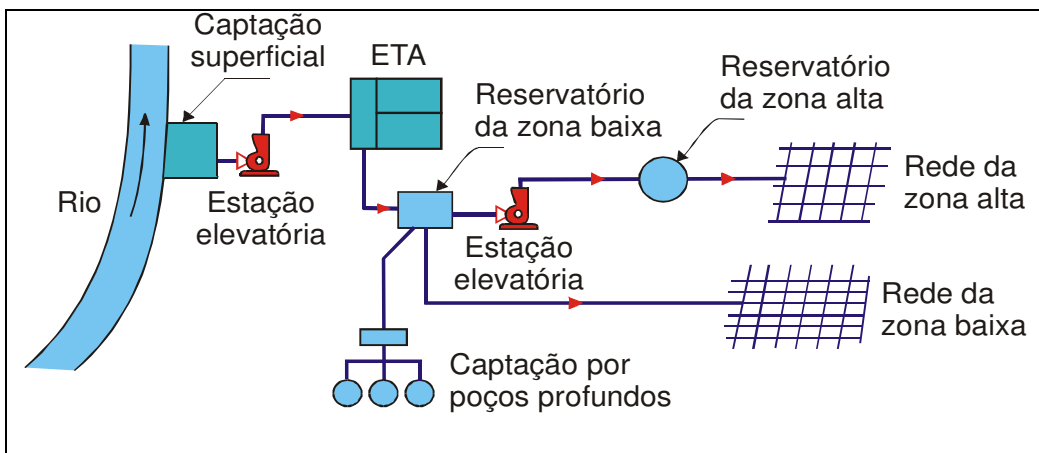 Captação
superficial
ETA
Reservatório
da zona baixa
Reservatório
da zona alta
Rio
Estação
elevatória
Estação
elevatória
Rede da
zona alta
Rede da
zona baixa
Captação por
poços profundos